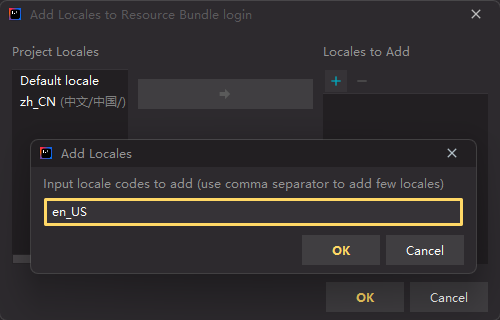 Add Locales to Resource Bundle login
Project Locales
Locales to Add
Default locale
zh_CN (中文/中国/)
Add Locales
Input locale codes to add (use comma separator to add few locales)
en_US
OK
Cancel
OK
Cancel